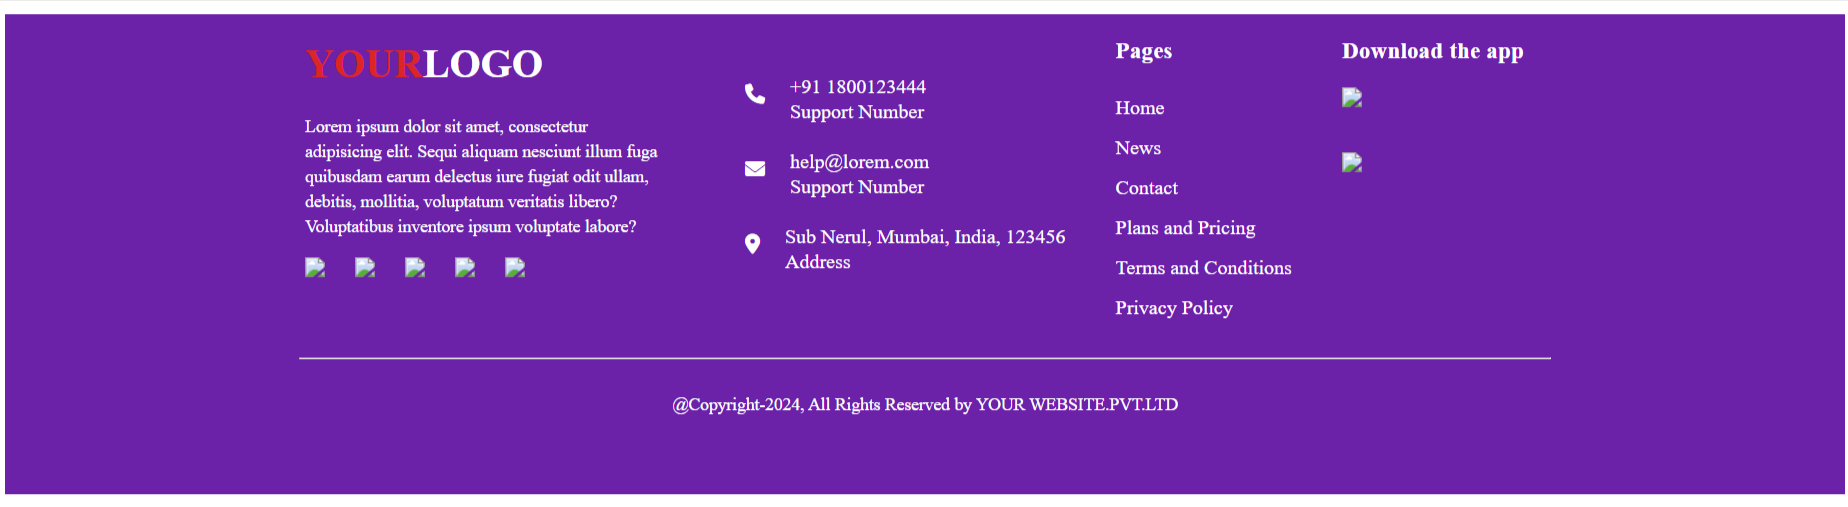 YOURLOGO
Lorem ipsum dolor sit amet, consectetur
adipisicing elit. Sequi aliquam nesciunt illum fuga
quibusdam earum delectus iure fugiat odit ullam,
debitis, mollitia, voluptatum veritatis libero?
Voluptatibus inventore ipsum voluptate labore?
+91 1800123444
Support Number
help@lorem.com
Support Number
Sub Nerul, Mumbai, India, 123456
Address
Pages
Home
News
Contact
Plans and Pricing
Terms and Conditions
Privacy Policy
Download the app
@Copyright-2024, All Rights Reserved by YOUR WEBSITE.PVT.LTD